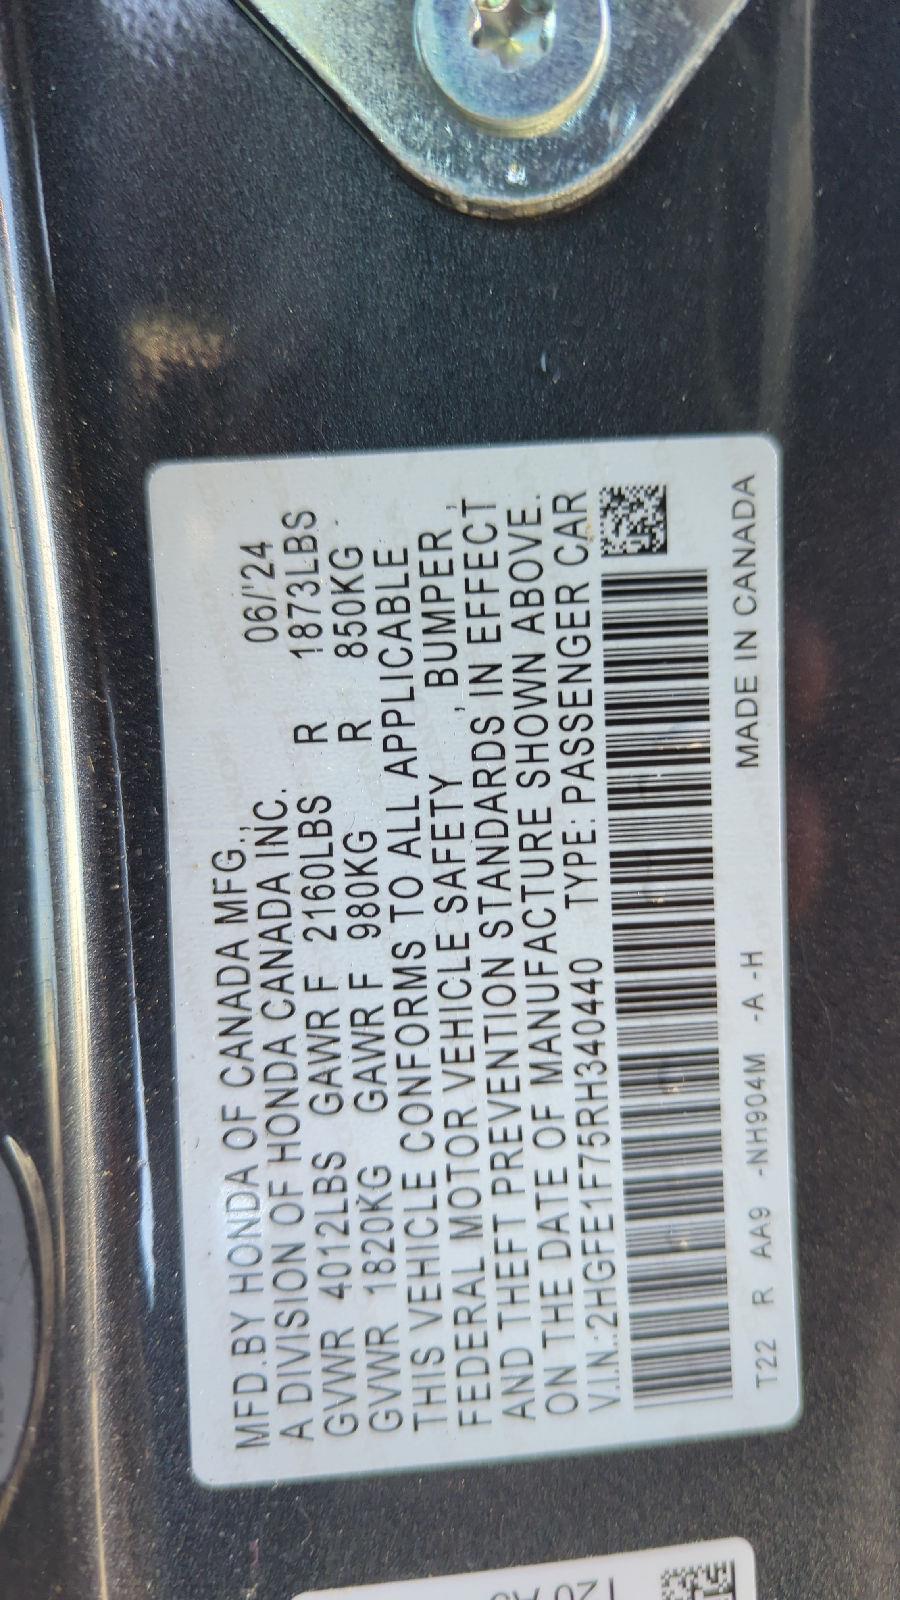 MFD.BY HONDA OF CANADA MFG., 06/'24
A DIVISION OF HONDA CANADA INC.
GVWR 4012LBS GAWR F 2160LBS R 1873LBS
GVWR 1820KG GAWR F 980KG R 850KG
THIS VEHICLE CONFORMS TO ALL APPLICABLE
FEDERAL MOTOR VEHICLE SAFETY , BUMPER ,
AND THEFT PREVENTION STANDARDS IN EFFECT
ON THE DATE OF MANUFACTURE SHOWN ABOVE.
V.I.N.:2HGFE1F75RH340440 TYPE: PASSENGER CAR
T22 R AA9 -NH904M -A -H MADE IN CANADA